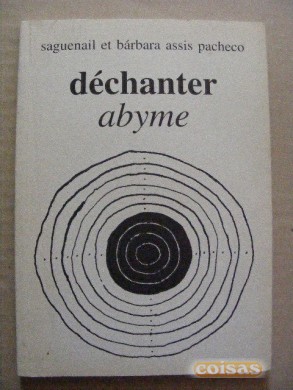 saguenail et bárbara assis pacheco
déchanter
abyme
coisas